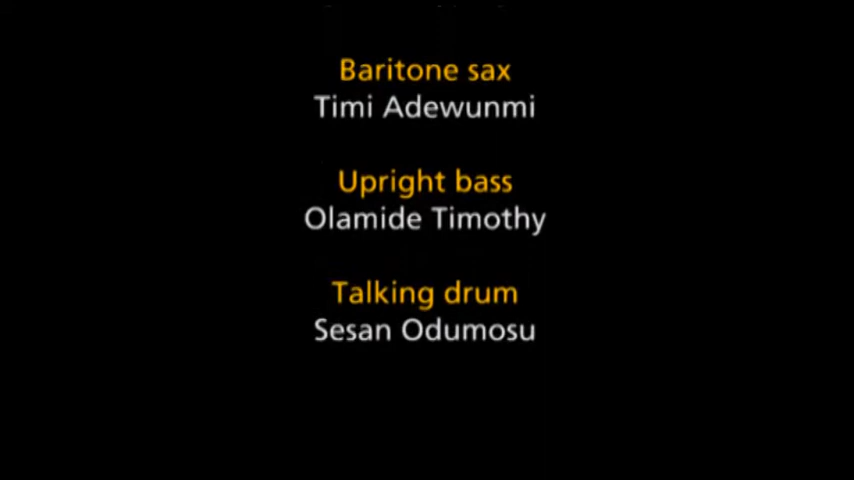 Baritone sax
Timi Adewunmi
Upright bass
Olamide Timothy
Talking drum
Sesan Odumosu